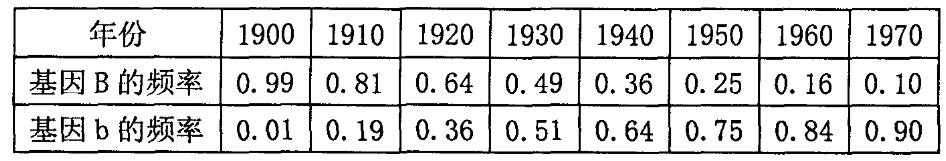 年份 1900 1910 1920 1930 1940 1950 1960 1970
基因 B 的频率 0.99 0.81 0.64 0.49 0.36 0.25 0.16 0.10
基因 b 的频率 0.01 0.19 0.36 0.51 0.64 0.75 0.84 0.90